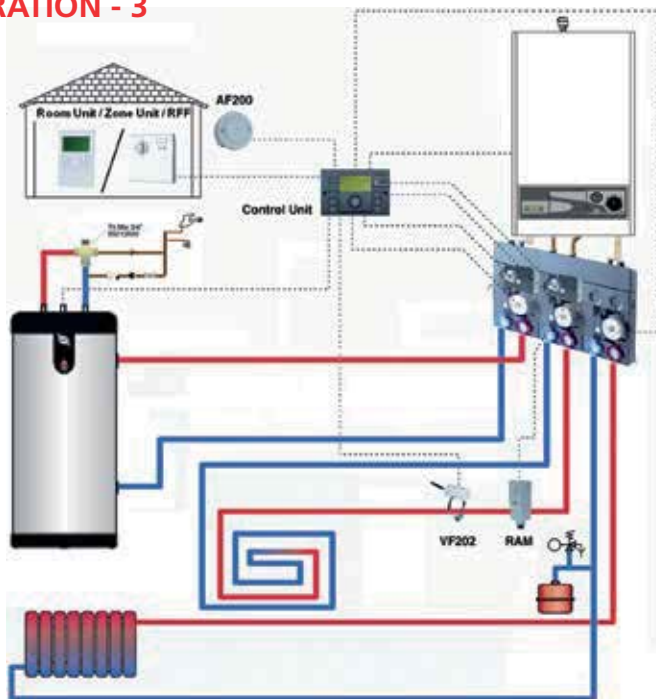 RATION - 3
AF200
Room Unit / Zone Unit / RFF
Control Unit
VF202
RAM